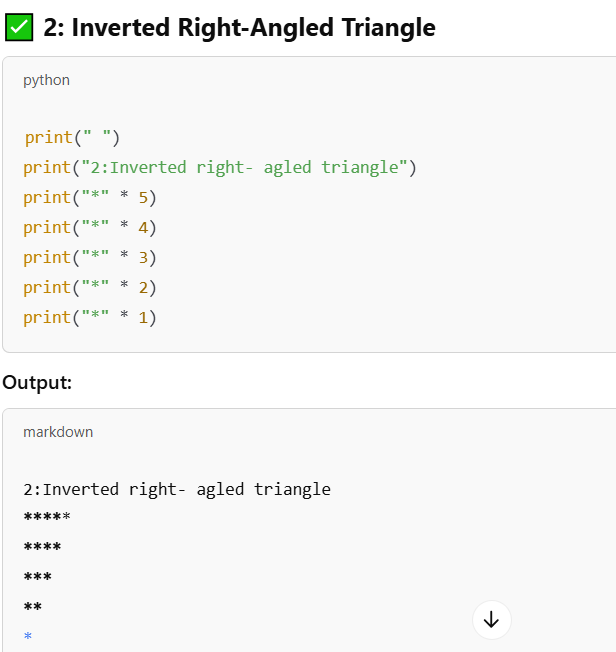 ✅ 2: Inverted Right-Angled Triangle
python
print(" ")
print("2:Inverted right- agled triangle")
print("*" * 5)
print("*" * 4)
print("*" * 3)
print("*" * 2)
print("*" * 1)
Output:
markdown
2:Inverted right- agled triangle
*****
****
***
**
*